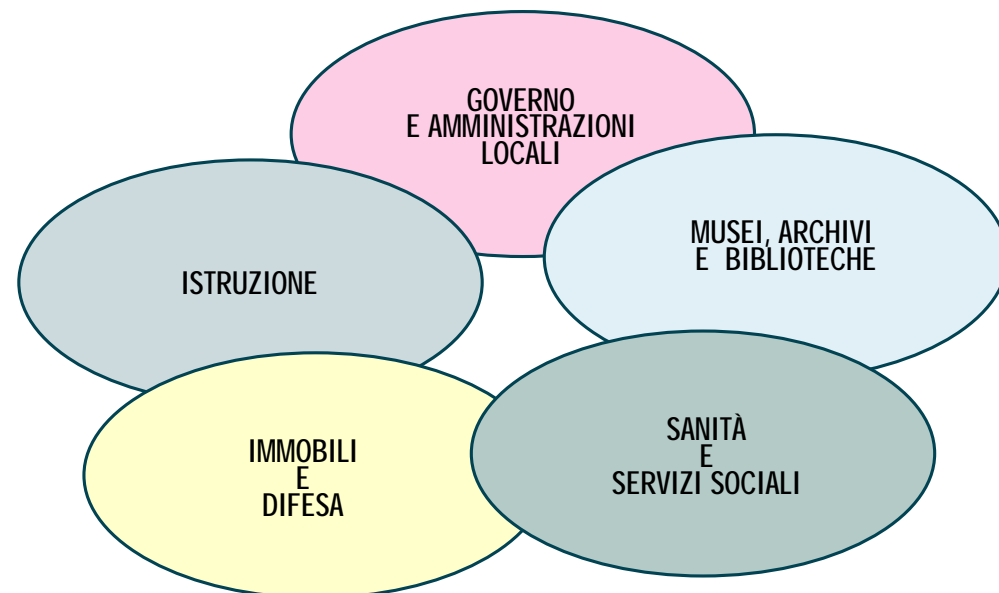 GOVERNO
E AMMINISTRAZIONI
LOCALI
MUSEI, ARCHIVI
E BIBLIOTECHE
ISTRUZIONE
SANITÀ
E
SERVIZI SOCIALI
IMMOBILI
E
DIFESA